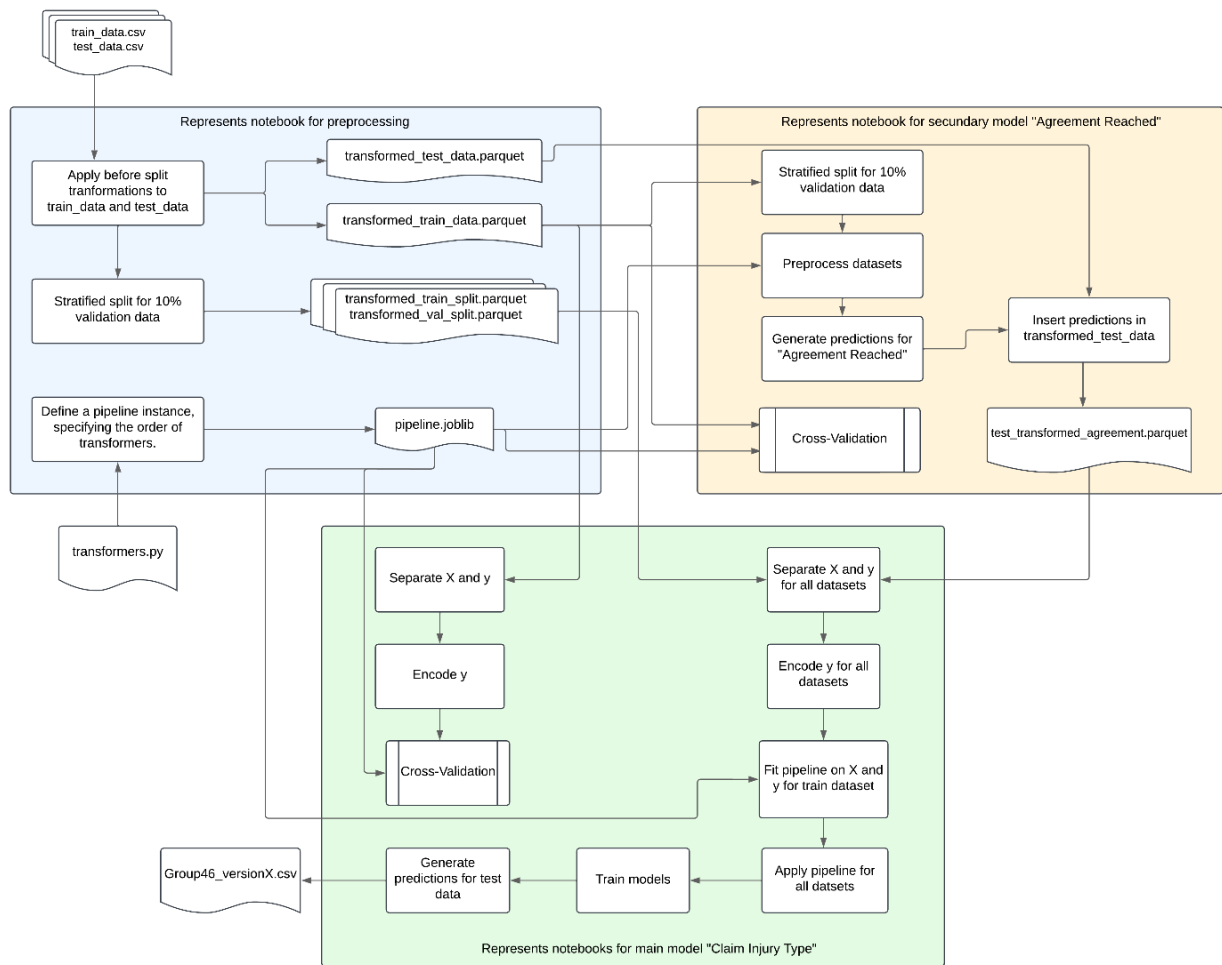 train_data.csv
test_data.csv
Represents notebook for preprocessing
Apply before split
tranformations to
train_data and test_data
transformed_test_data.parquet
transformed_train_data.parquet
Stratified split for 10%
validation data
transformed_train_split.parquet
transformed_val_split.parquet
Define a pipeline instance,
specifying the order of
transformers.
pipeline.joblib
transformers.py
Represents notebook for secundary model "Agreement Reached"
Stratified split for 10%
validation data
Preprocess datasets
Generate predictions for
"Agreement Reached"
Insert predictions in
transformed_test_data
Cross-Validation
test_transformed_agreement.parquet
Separate X and y
Encode y
Cross-Validation
Separate X and y
for all datasets
Encode y for all
datasets
Fit pipeline on X and
y for train dataset
Apply pipeline for
all datsets
Train models
Generate
predictions for test
data
Group46_versionX.csv
Represents notebooks for main model "Claim Injury Type"